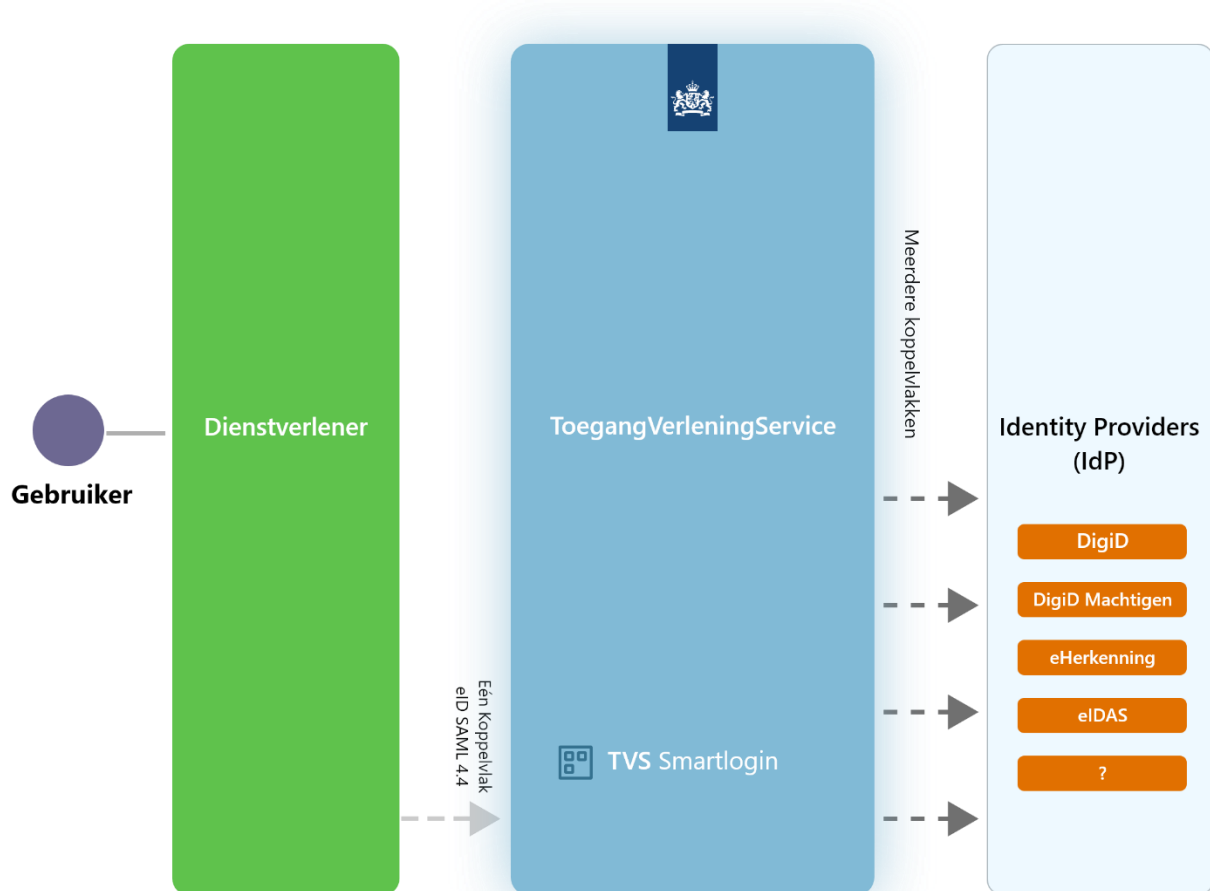 Gebruiker
Dienstverlener
Eén Koppelvlak
eID SAML 4.4
ToegangVerleningService
TVS Smartlogin
Meerdere koppelvlakken
Identity Providers
(IdP)
DigiD
DigiD Machtigen
eHerkenning
eIDAS
?